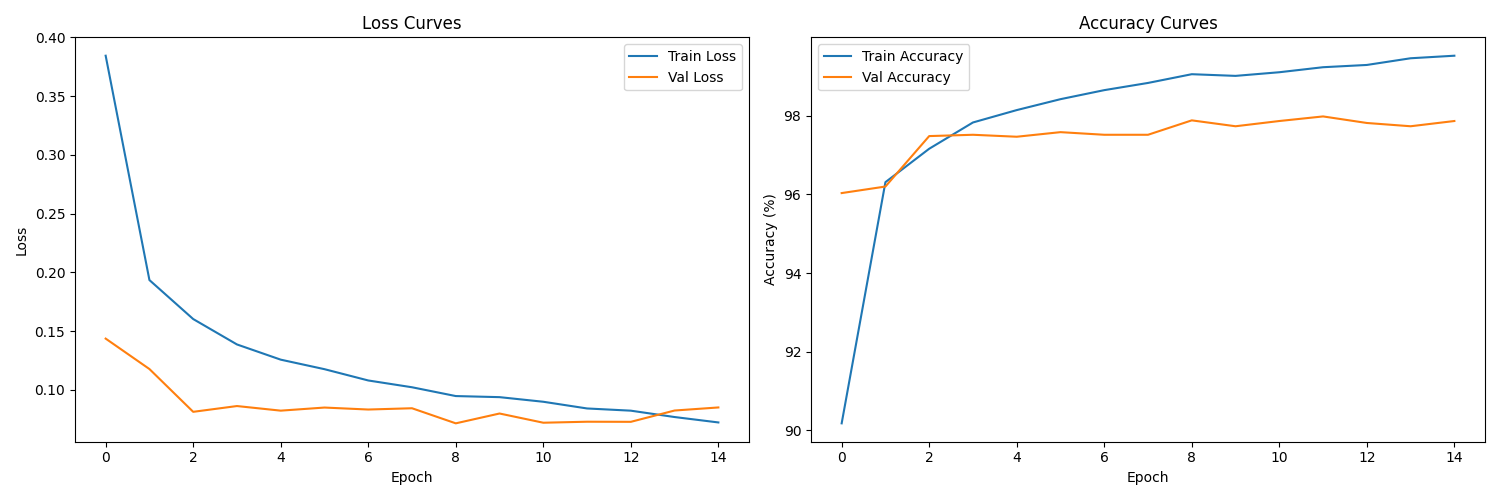 Loss Curves
0.40
0.35
0.30
0.25
0.20
0.15
0.10
Loss
0 2 4 6 8 10 12 14
Epoch
Train Loss
Val Loss
Accuracy Curves
98
96
94
92
90
Accuracy (%)
0 2 4 6 8 10 12 14
Epoch
Train Accuracy
Val Accuracy